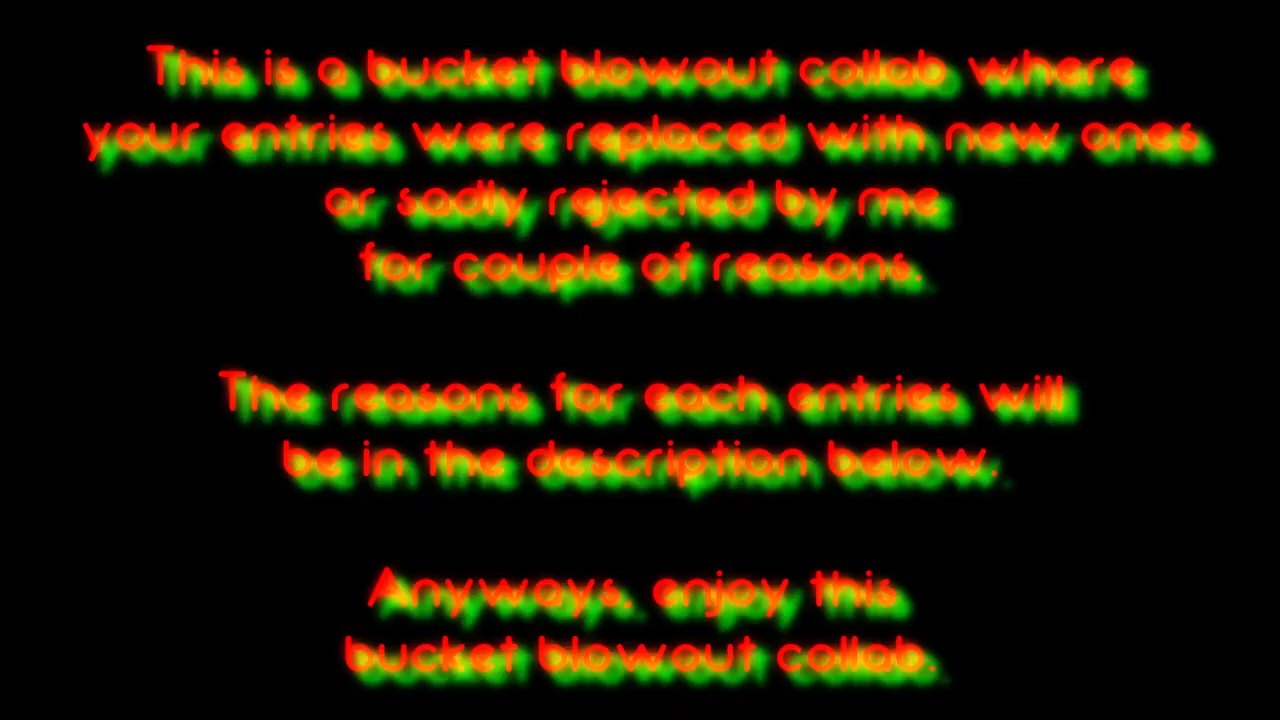 This is a bucket blowout collab where
your entries were replaced with new ones
or sadly rejected by me
for couple of reasons.
The reasons for each entries will
be in the description below.
Anyways, enjoy this
bucket blowout collab.